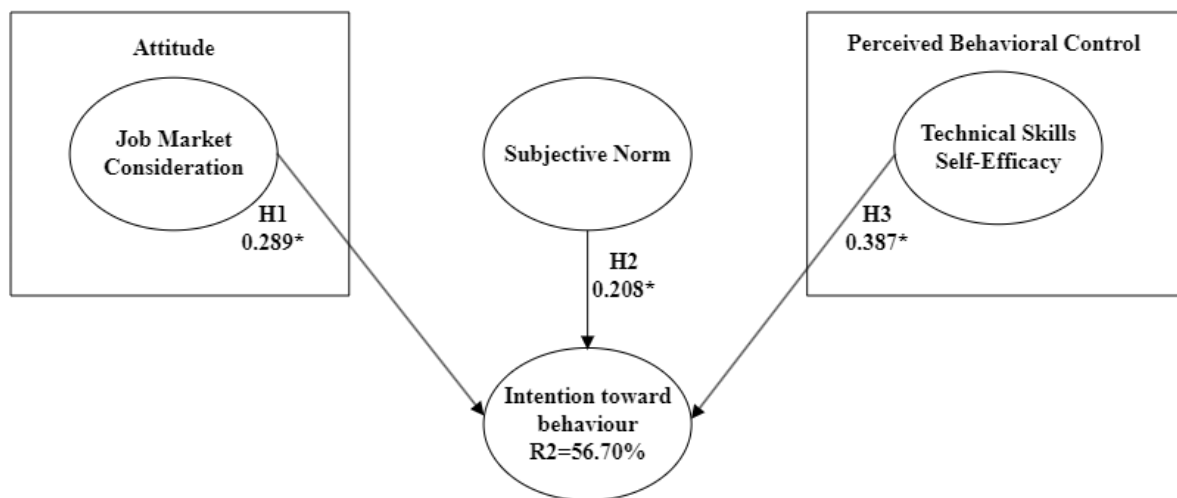 Attitude
Job Market
Consideration
H1
0.289*
Subjective Norm
H2
0.208*
Perceived Behavioral Control
Technical Skills
Self-Efficacy
H3
0.387*
Intention toward
behaviour
R2=56.70%